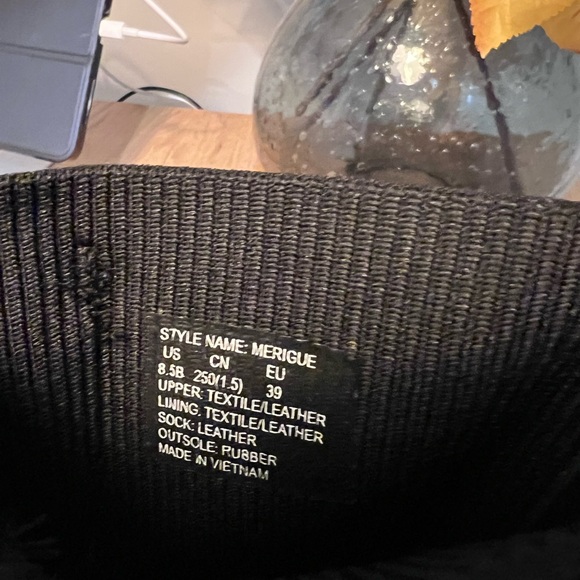 STYLE NAME: MERIGUE
US CN EU
8.5B 250(1.5) 39
UPPER: TEXTILE/LEATHER
LINING: TEXTILE/LEATHER
SOCK: LEATHER
OUTSOLE: RUBBER
MADE IN VIETNAM